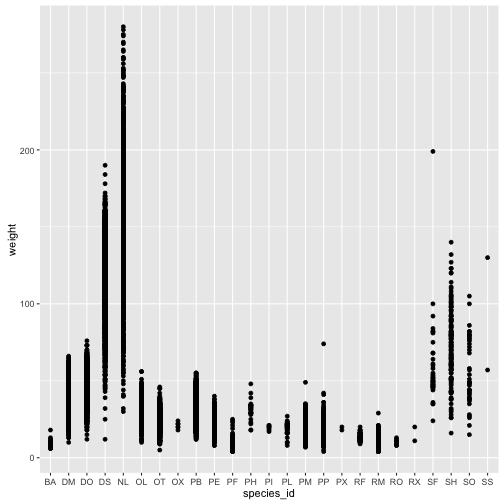 weight
200
100
0
BA DM DO DS NL OL OT OX PB PE PF PH PI PL PM PP PX RF RM RO RX SF SH SO SS
species_id